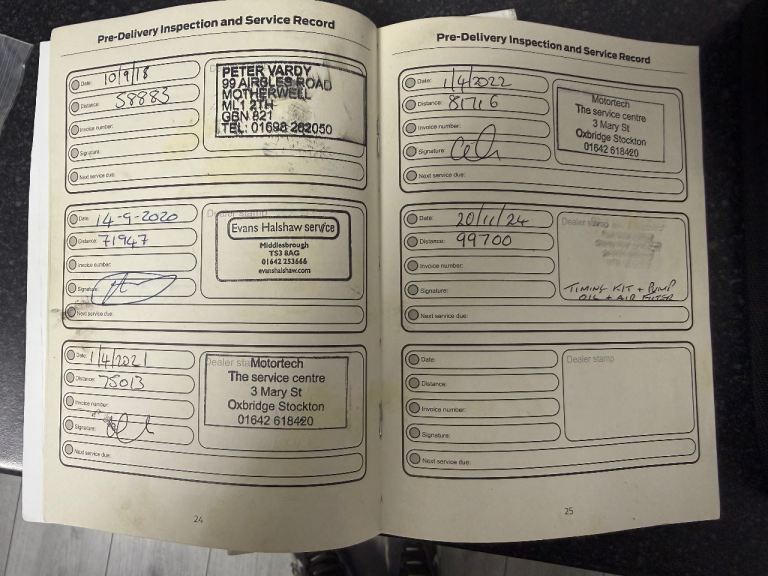 Pre-Delivery Inspection and Service Record
Date: 10/9/18
Distance: 58883
Invoice number:
Signature:
Next service due:
PETER VARDY
99 AIRBLES ROAD
MOTHERWELL
ML1 2TH
GBN 821
TEL: 01698 262050
Date: 14-9-2020
Distance: 71947
Invoice number:
Signature:
Next service due:
Dealer stamp
Evans Halshaw service
Middlesbrough
TS3 8AG
01642 253666
evanshalshaw.com
Date: 1/4/2021
Distance: 75013
Invoice number:
Signature:
Next service due:
Dealer
Motortech
The service centre
3 Mary St
Oxbridge Stockton
01642 618420
24
Pre-Delivery Inspection and Service Record
Date: 1/4/2022
Distance: 81716
Invoice number:
Signature:
Next service due:
Motortech
The service centre
3 Mary St
Oxbridge Stockton
01642 618420
Date: 20/11/24
Distance: 99700
Invoice number:
Signature:
Next service due:
Dealer
TIMING KIT + PUMP
OIL + AIR FILTER
Date:
Distance:
Invoice number:
Signature:
Next service due:
Dealer stamp
25